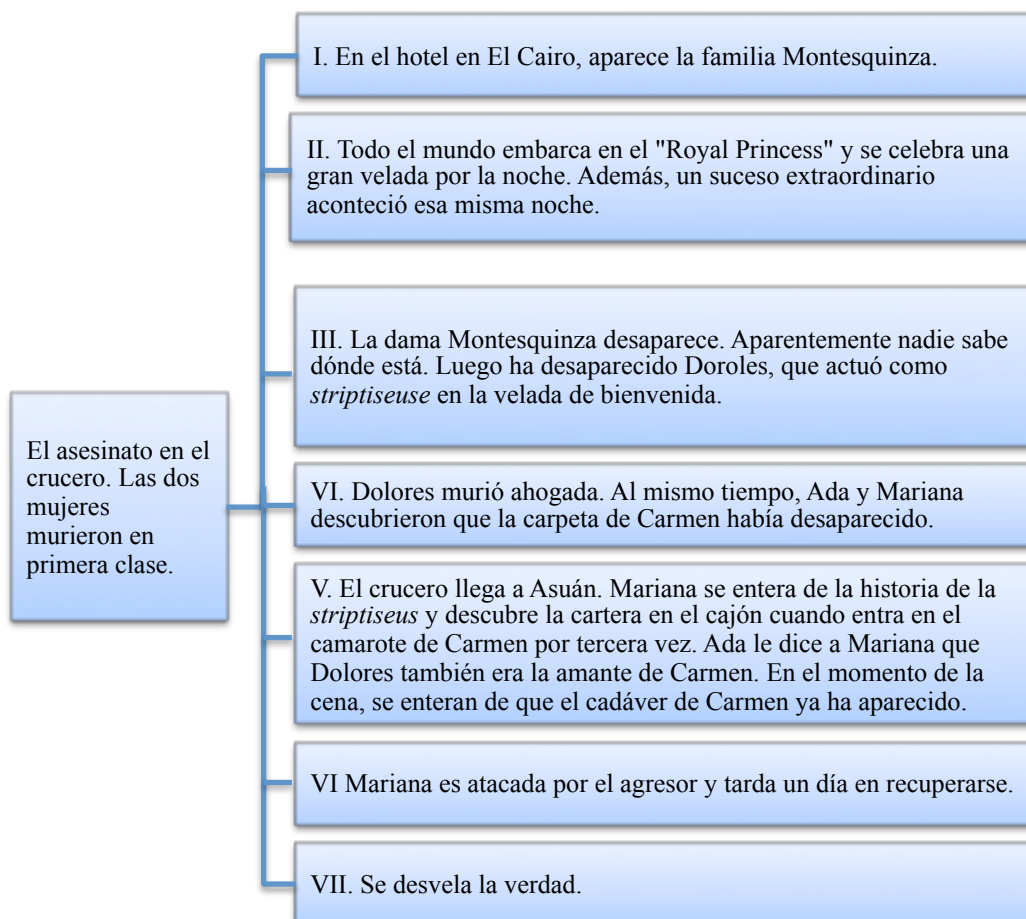 I. En el hotel en El Cairo, aparece la familia Montesquinza.
II. Todo el mundo embarca en el "Royal Princess" y se celebra una
gran velada por la noche. Además, un suceso extraordinario
aconteció esa misma noche.
III. La dama Montesquinza desaparece. Aparentemente nadie sabe
dónde está. Luego ha desaparecido Doroles, que actuó como
striptiseuse en la velada de bienvenida.
El asesinato en el
crucero. Las dos
mujeres
murieron en
primera clase.
VI. Dolores murió ahogada. Al mismo tiempo, Ada y Mariana
descubrieron que la carpeta de Carmen había desaparecido.
V. El crucero llega a Asuán. Mariana se entera de la historia de la
striptiseus y descubre la cartera en el cajón cuando entra en el
camarote de Carmen por tercera vez. Ada le dice a Mariana que
Dolores también era la amante de Carmen. En el momento de la
cena, se enteran de que el cadáver de Carmen ya ha aparecido.
VI Mariana es atacada por el agresor y tarda un día en recuperarse.
VII. Se desvela la verdad.